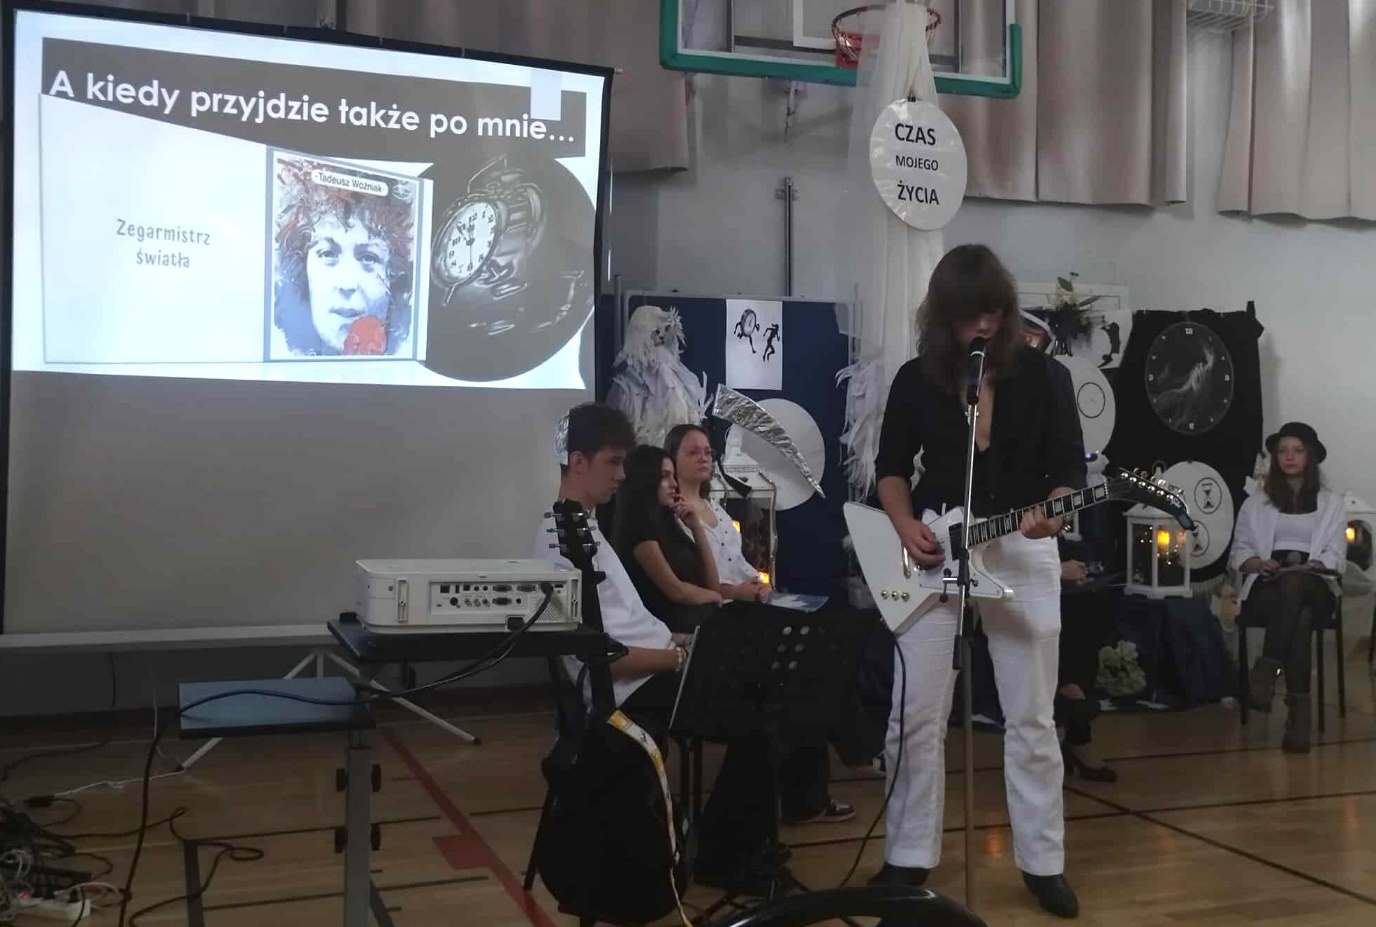 A kiedy przyjdzie także po mnie...
-Tadeusz Woźniak-
Zegarmistrz
światła
CZAS
MOJEGO
ŻYCIA